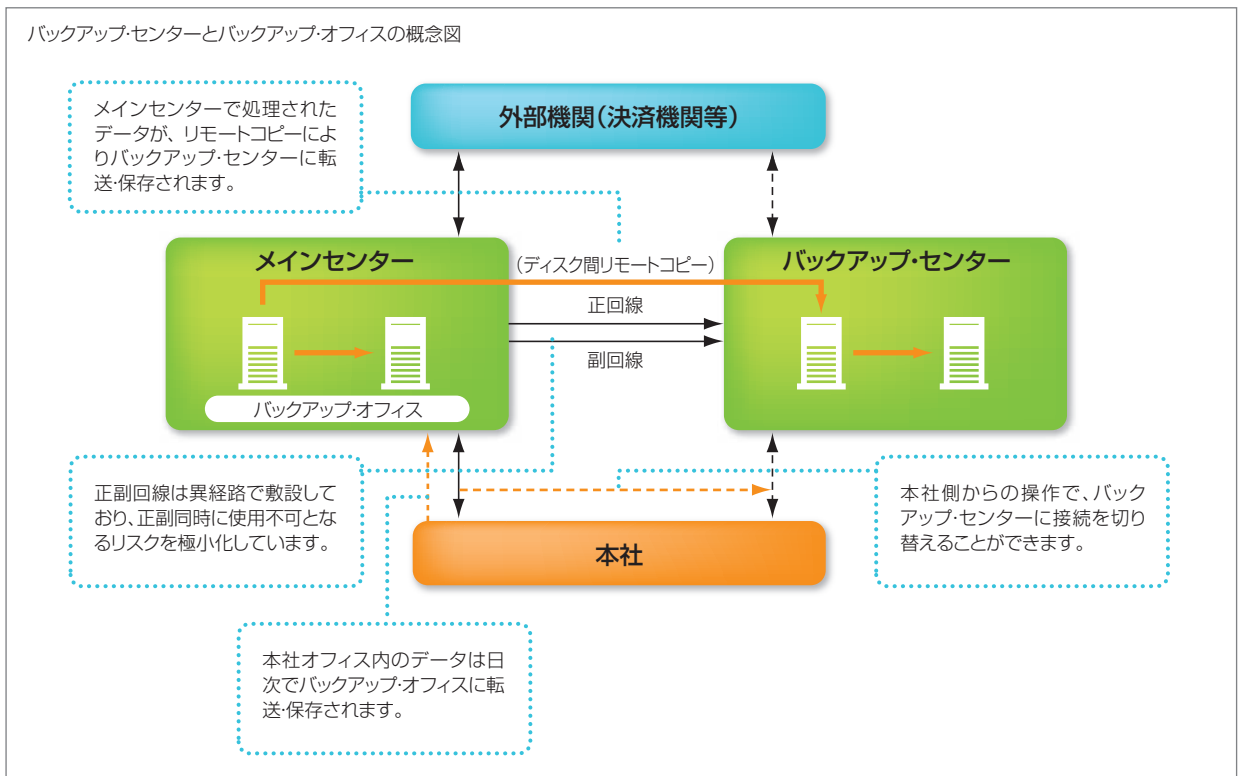 バックアップ・センターとバックアップ・オフィスの概念図
メインセンターで処理された
データが、リモートコピーによ
りバックアップ・センターに転
送・保存されます。
外部機関(決済機関等)
メインセンター
(ディスク間リモートコピー)
バックアップ・センター
正回線
副回線
バックアップ・オフィス
正副回線は異経路で敷設して
おり、正副同時に使用不可とな
るリスクを極小化しています。
本社側からの操作で、バック
アップ・センターに接続を切り
替えることができます。
本社
本社オフィス内のデータは日
次でバックアップ・オフィスに転
送・保存されます。